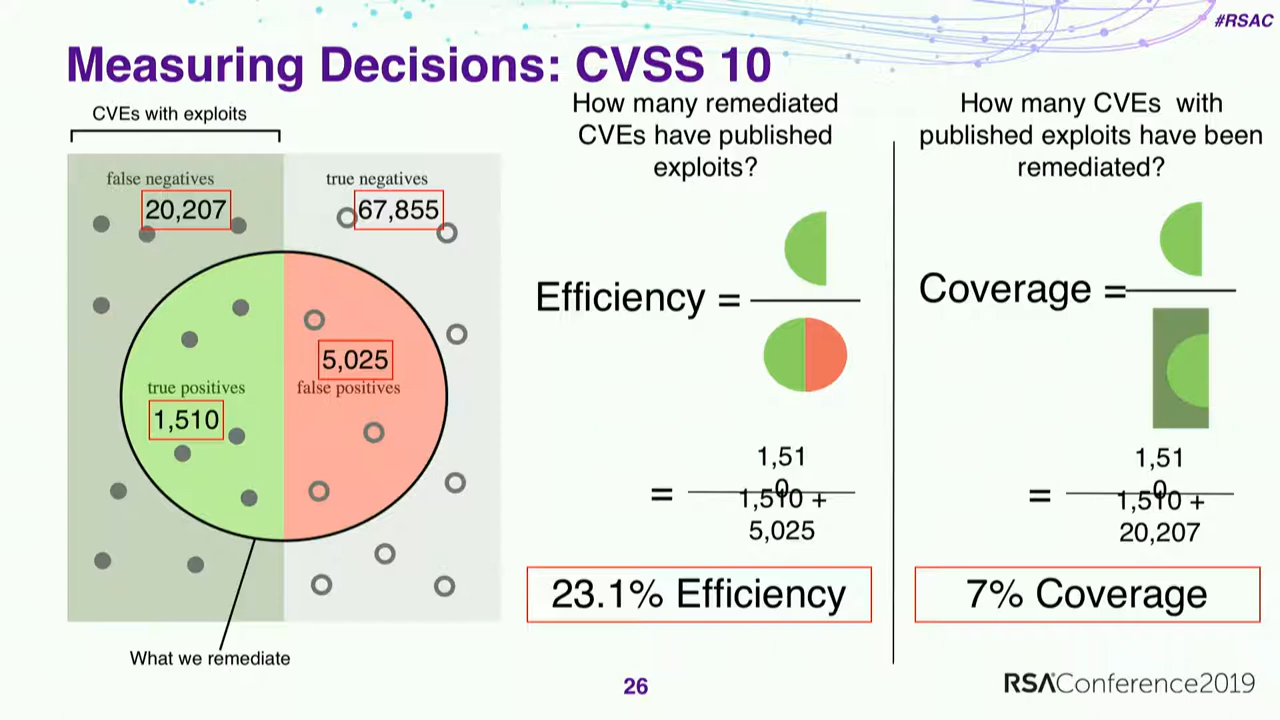 #RSAC
Measuring Decisions: CVSS 10
CVEs with exploits
false negatives
20,207
true negatives
67,855
5,025
false positives
true positives
1,510
What we remediate
How many remediated
CVEs have published
exploits?
Efficiency =
=
1,51
0
1,510 +
5,025
23.1% Efficiency
How many CVEs with
published exploits have been
remediated?
Coverage =
=
1,51
0
1,510 +
20,207
7% Coverage
26
RSAConference2019